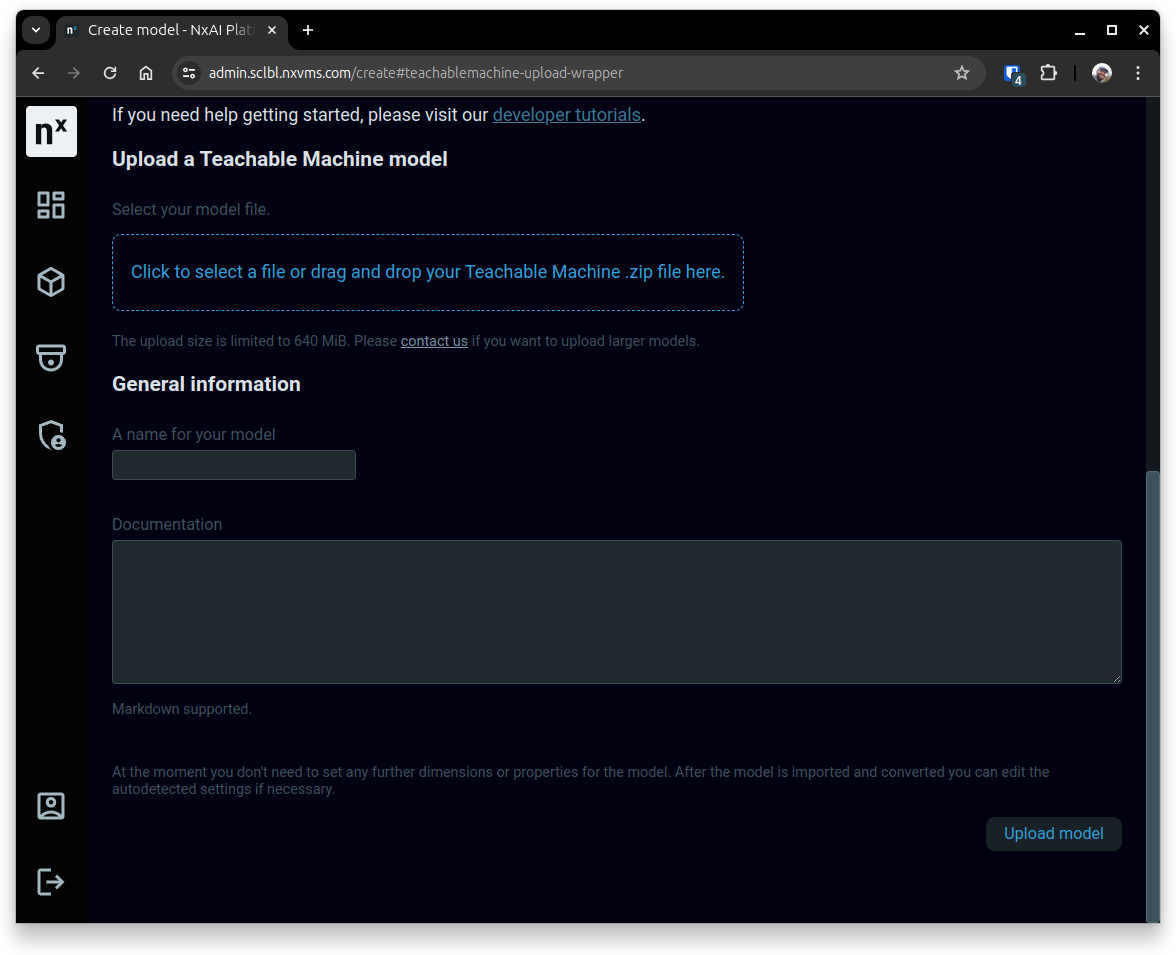 nx Create model - NxAI Plat
admin.sclbl.nxvms.com/create#teachablemachine-upload-wrapper
4
nx
If you need help getting started, please visit our developer tutorials.
Upload a Teachable Machine model
Select your model file.
Click to select a file or drag and drop your Teachable Machine .zip file here.
The upload size is limited to 640 MiB. Please contact us if you want to upload larger models.
General information
A name for your model
Documentation
Markdown supported.
At the moment you don't need to set any further dimensions or properties for the model. After the model is imported and converted you can edit the
autodetected settings if necessary.
Upload model